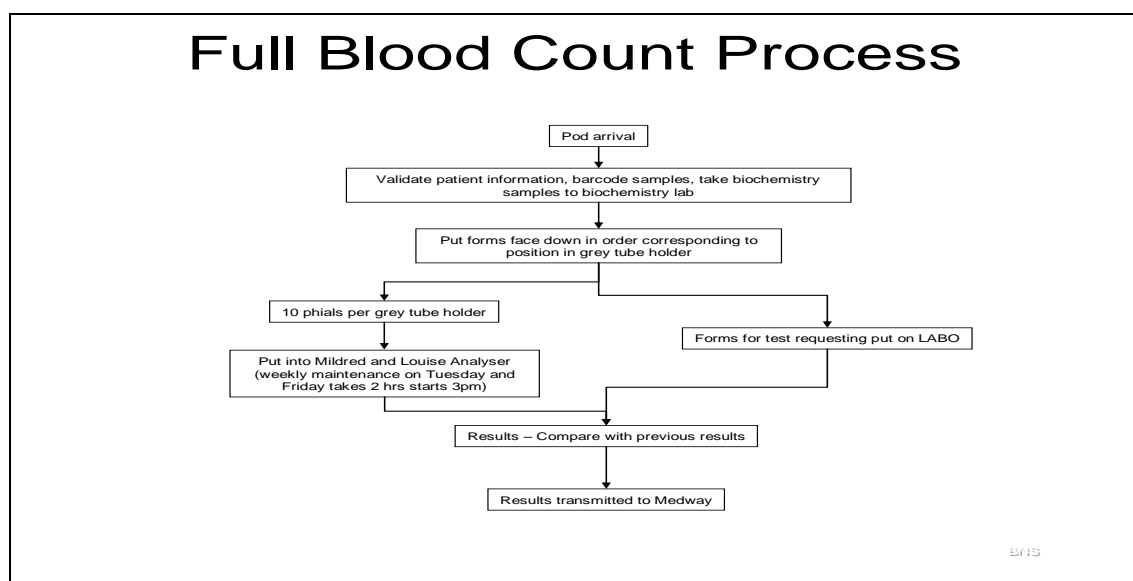 Full Blood Count Process
Pod arrival
Validate patient information, barcode samples, take biochemistry
samples to biochemistry lab
Put forms face down in order corresponding to
position in grey tube holder
10 phials per grey tube holder
Forms for test requesting put on LABO
Put into Mildred and Louise Analyser
(weekly maintenance on Tuesday and
Friday takes 2 hrs starts 3pm)
Results – Compare with previous results
Results transmitted to Medway
BNS